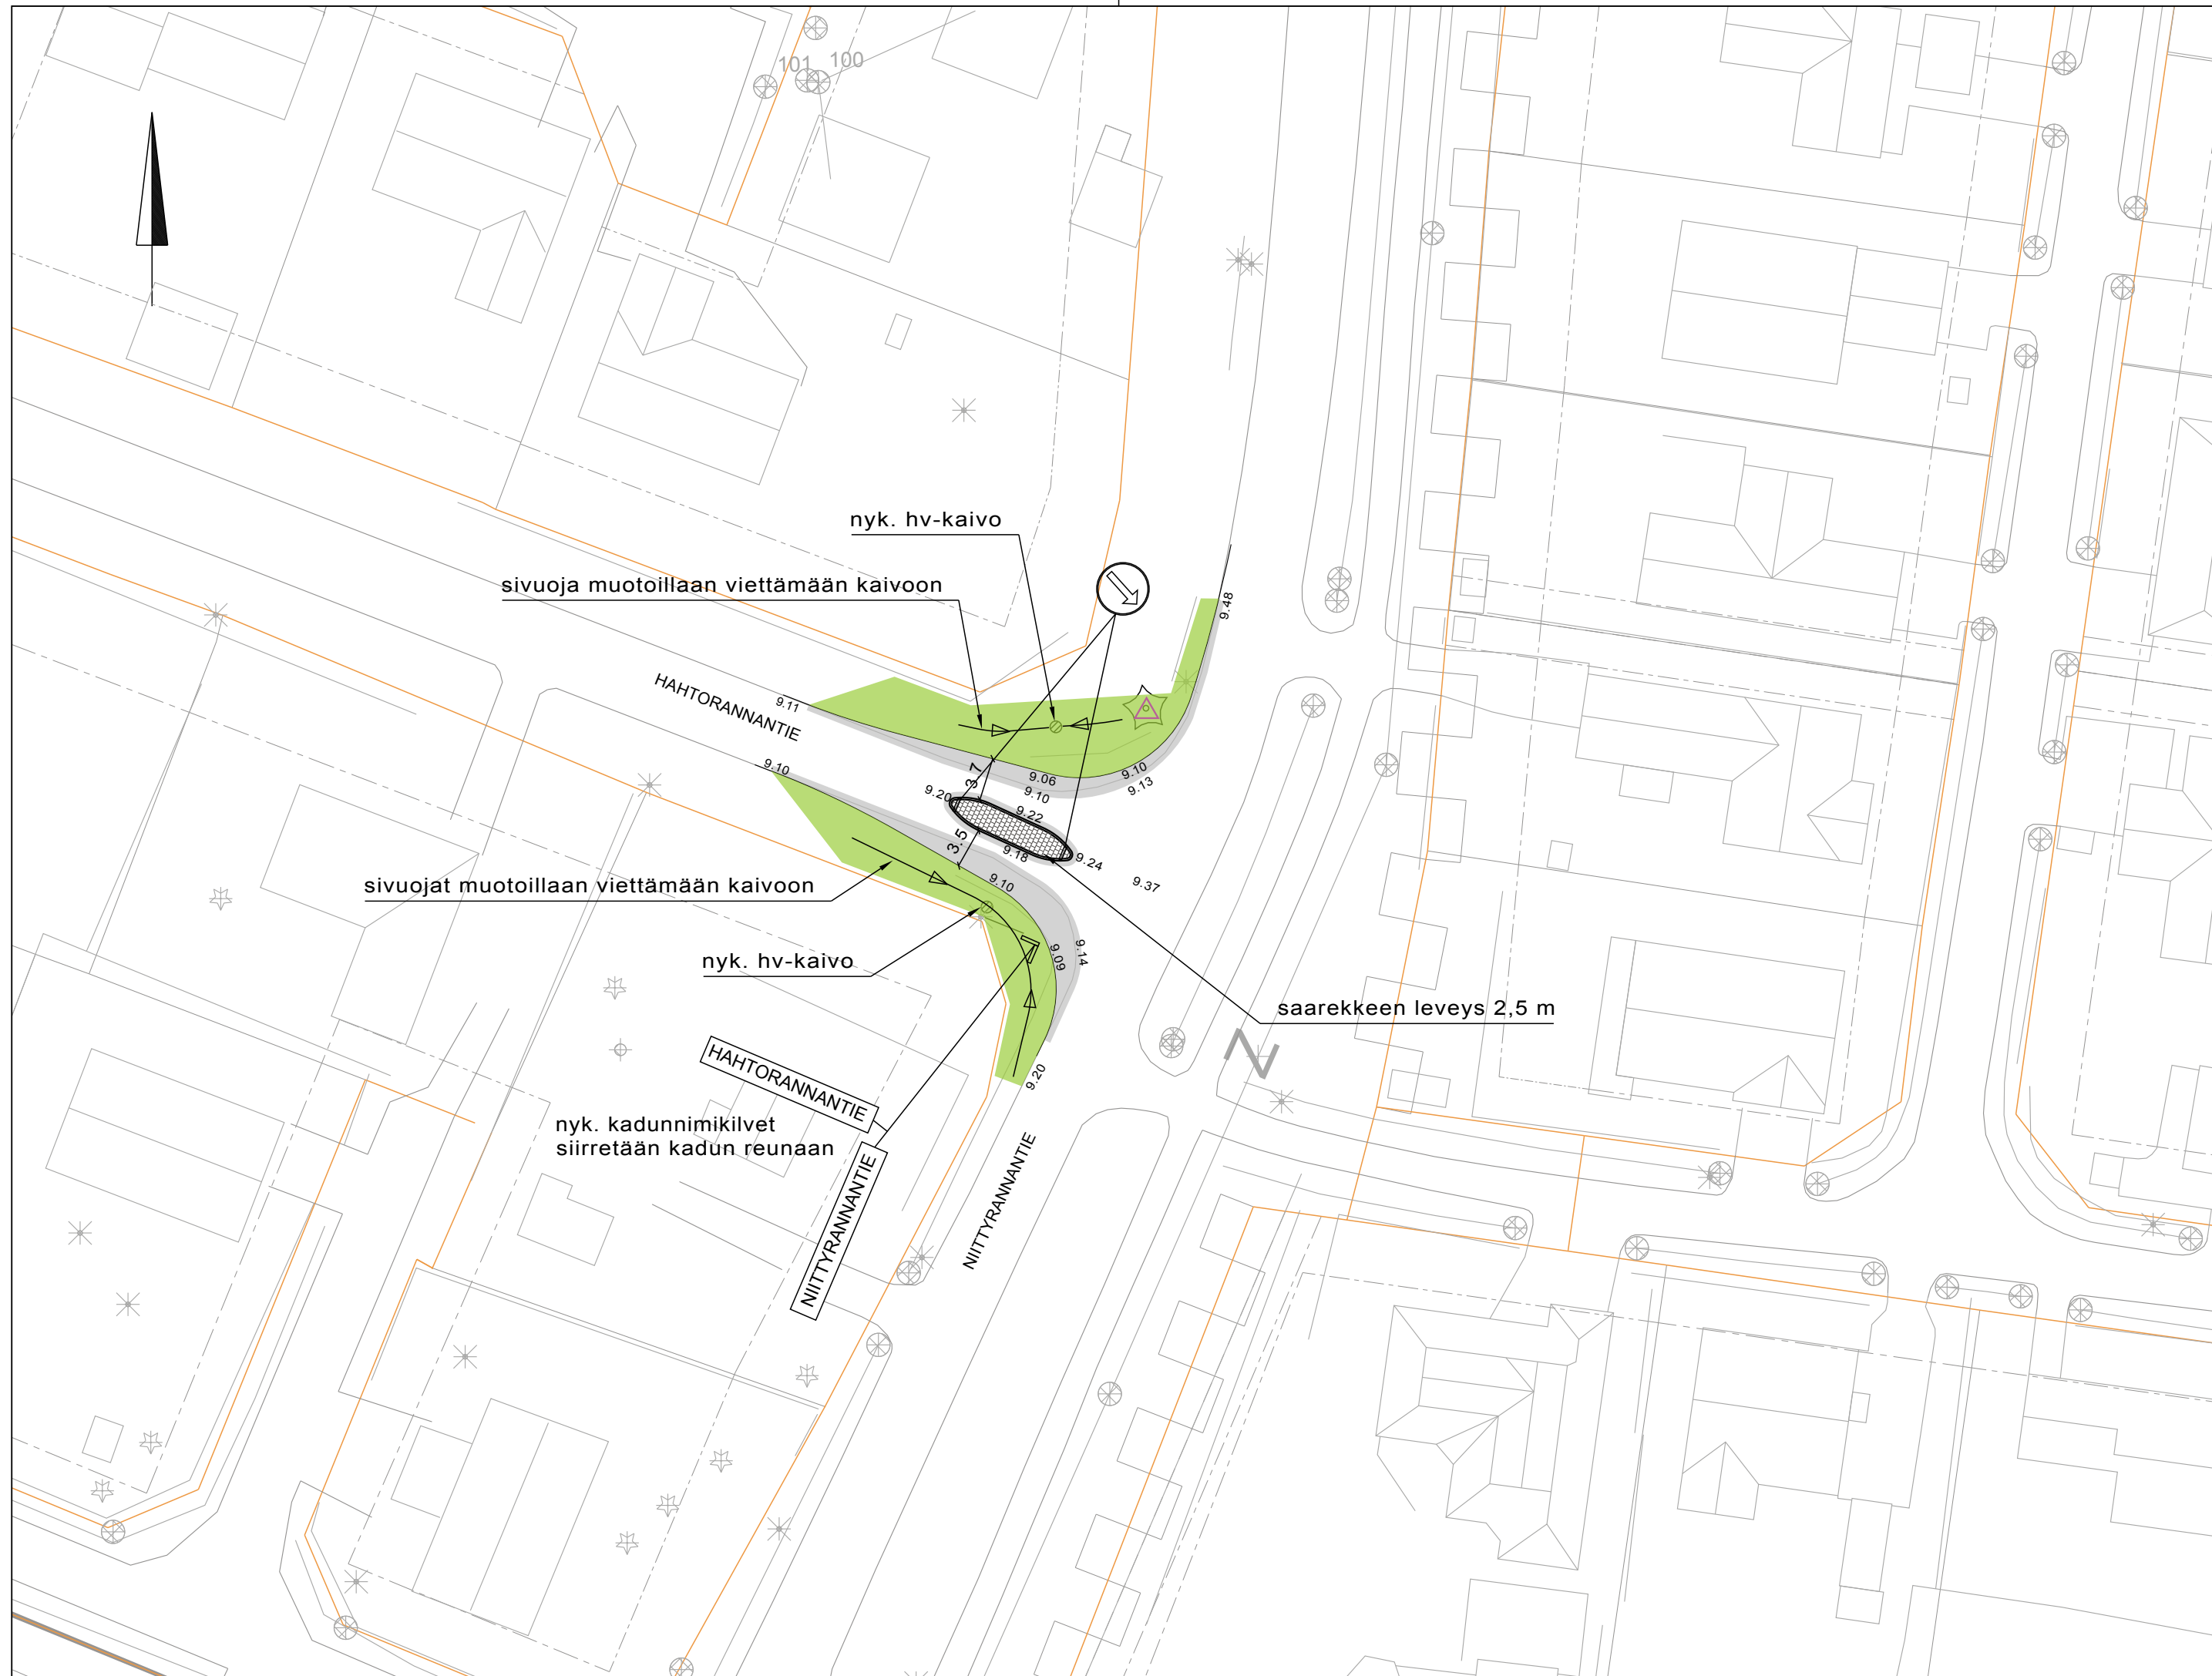 101 100
nyk. hv-kaivo
sivuoja muotoillaan viettämään kaivoon
9.48
HAHTORANNANTIE
9.11
9.10
3.7
9.06
9.10
9.10
9.13
9.20
9.22
3.5
9.18
9.24
9.37
sivuojat muotoillaan viettämään kaivoon
9.10
nyk. hv-kaivo
9.09
9.14
saarekkeen leveys 2,5 m
HAHTORANNANTIE
9.20
nyk. kadunnimikilvet
siirretään kadun reunaan
NIITTYRANNANTIE
NIITTYRANNANTIE